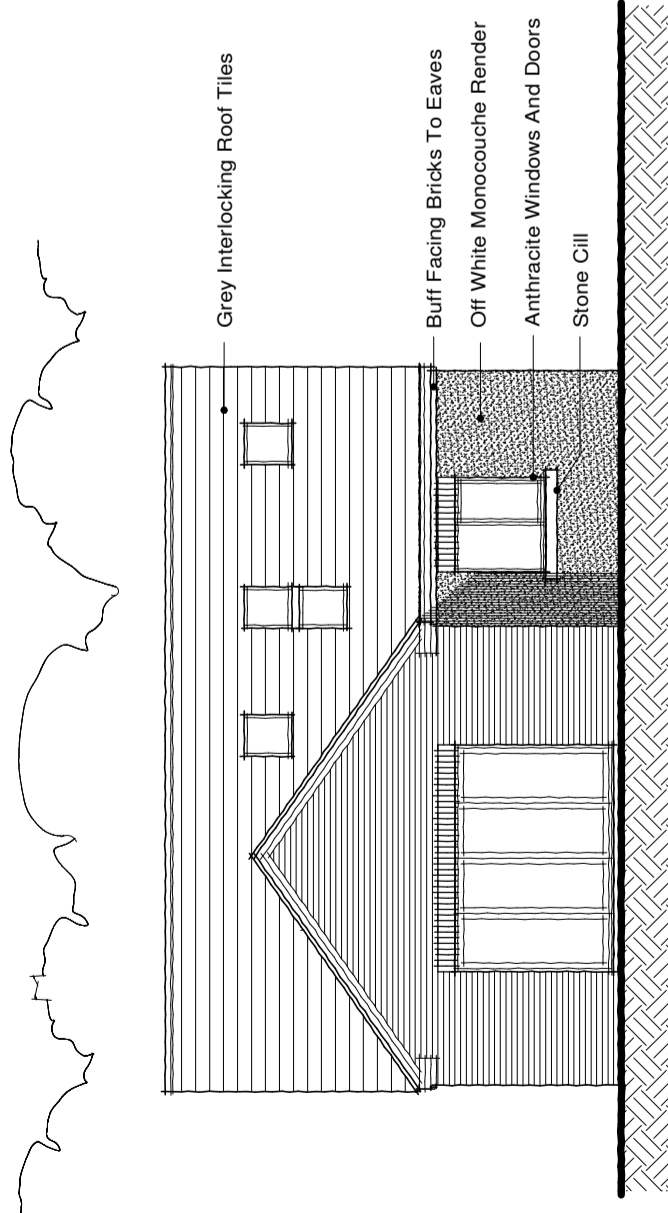 Grey Interlocking Roof Tiles
Buff Facing Bricks To Eaves
Off White Monocouche Render
Anthracite Windows And Doors
Stone Cill